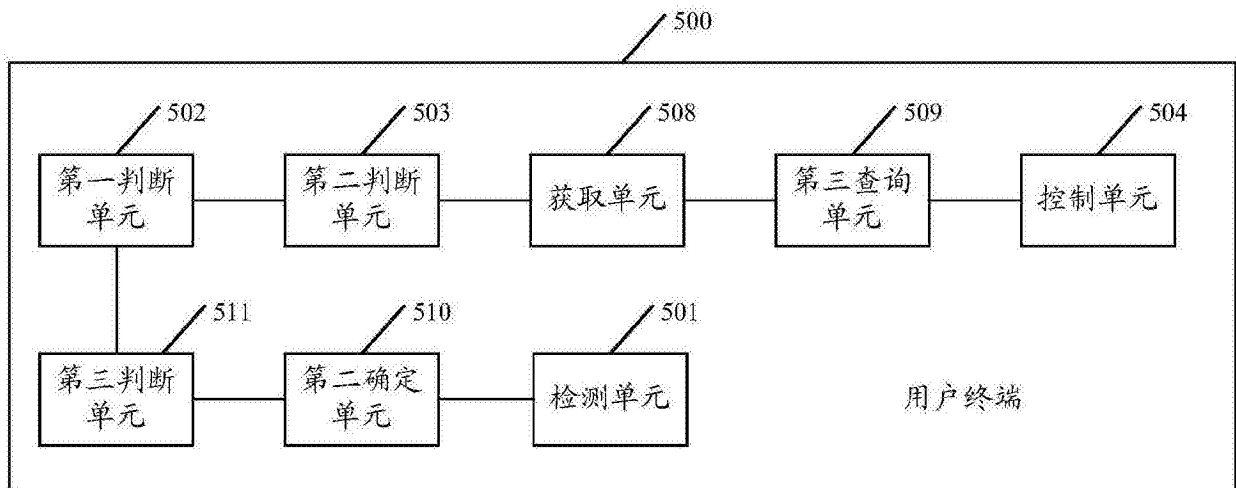 500
502
503
508
509
504
第一判断
单元
第二判断
单元
获取单元
第三查询
单元
控制单元
511
510
501
第三判断
单元
第二确定
单元
检测单元
用户终端